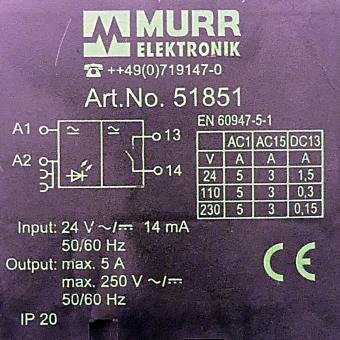 MURR
ELEKTRONIK
☎ ++49(0)719147-0
Art.No. 51851
EN 60947-5-1
A1
A2
13
14
AC1 AC15 DC13
V A A A
24 5 3 1,5
110 5 3 0,3
230 5 3 0,15
Input: 24 V ~/⎓ 14 mA
50/60 Hz
Output: max. 5 A
max. 250 V ~/⎓
50/60 Hz
IP 20
CE